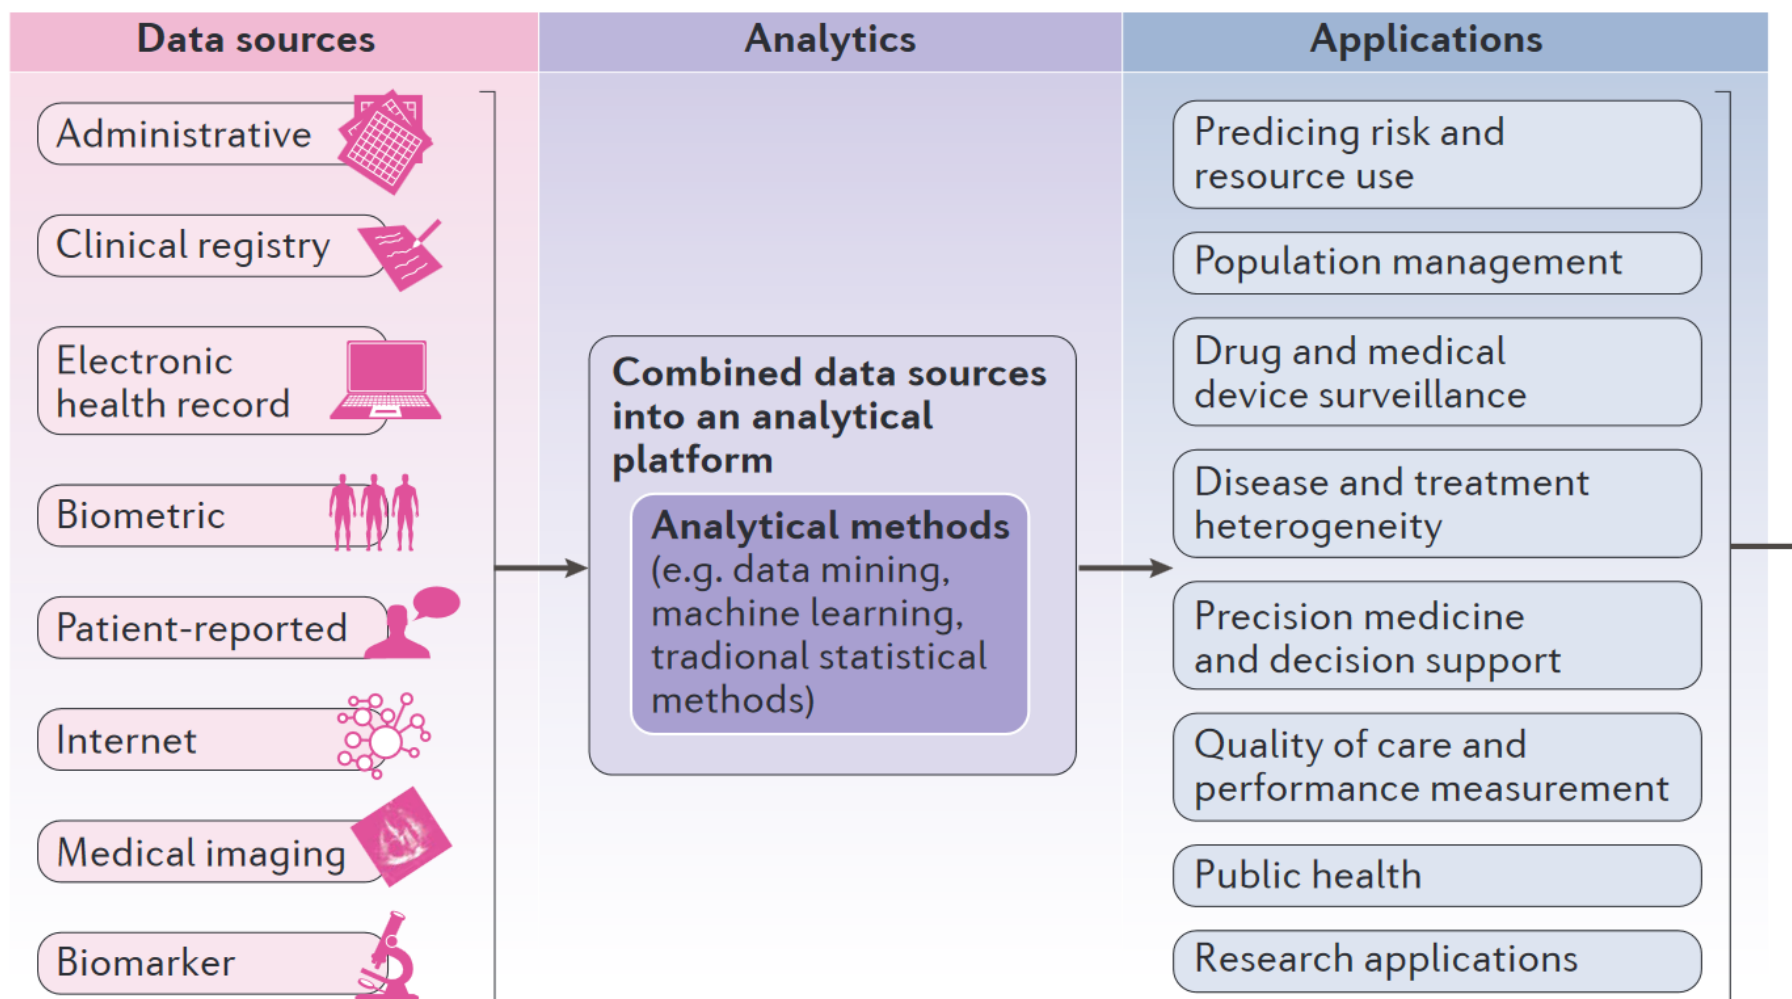 Data sources
Administrative
Clinical registry
Electronic
health record
Biometric
Patient-reported
Internet
Medical imaging
Biomarker
Analytics
Combined data sources
into an analytical
platform
Analytical methods
(e.g. data mining,
machine learning,
tradional statistical
methods)
Applications
Predicing risk and
resource use
Population management
Drug and medical
device surveillance
Disease and treatment
heterogeneity
Precision medicine
and decision support
Quality of care and
performance measurement
Public health
Research applications